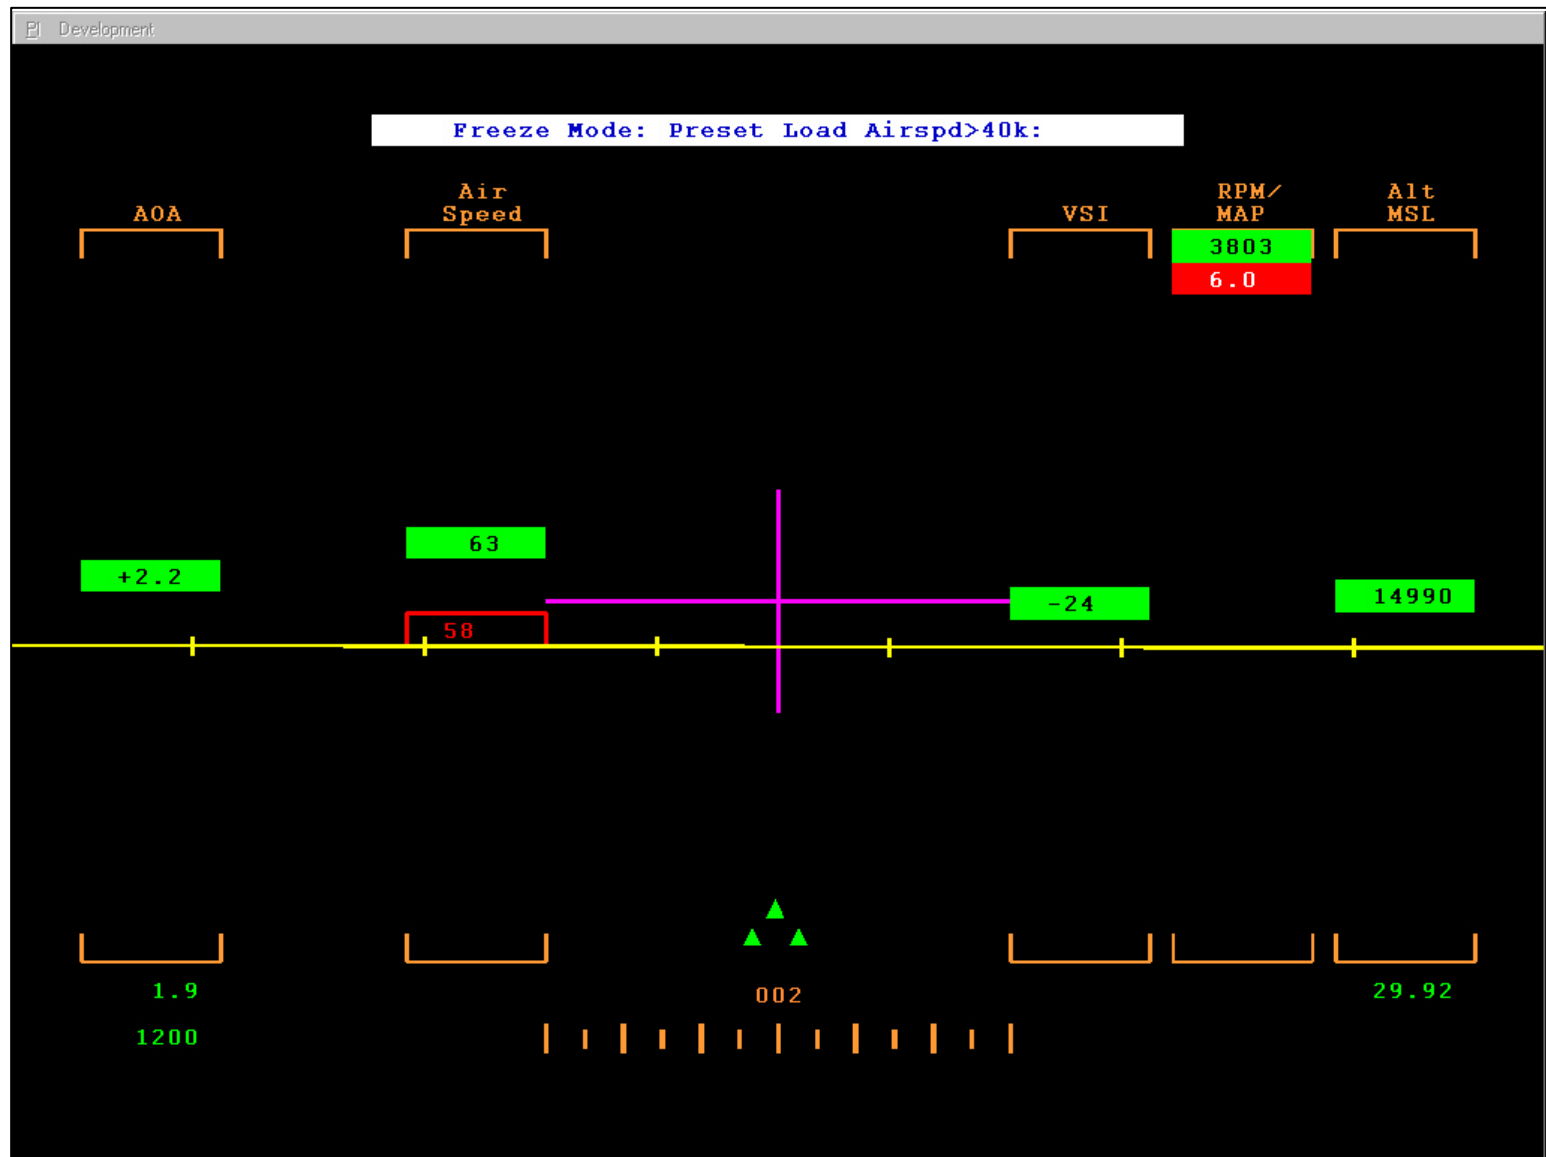 PI Development
Freeze Mode: Preset Load Airspd>40k:
AOA
Air
Speed
VSI
RPM/
MAP
Alt
MSL
3803
6.0
63
+2.2
-24
14990
58
1.9
002
29.92
1200